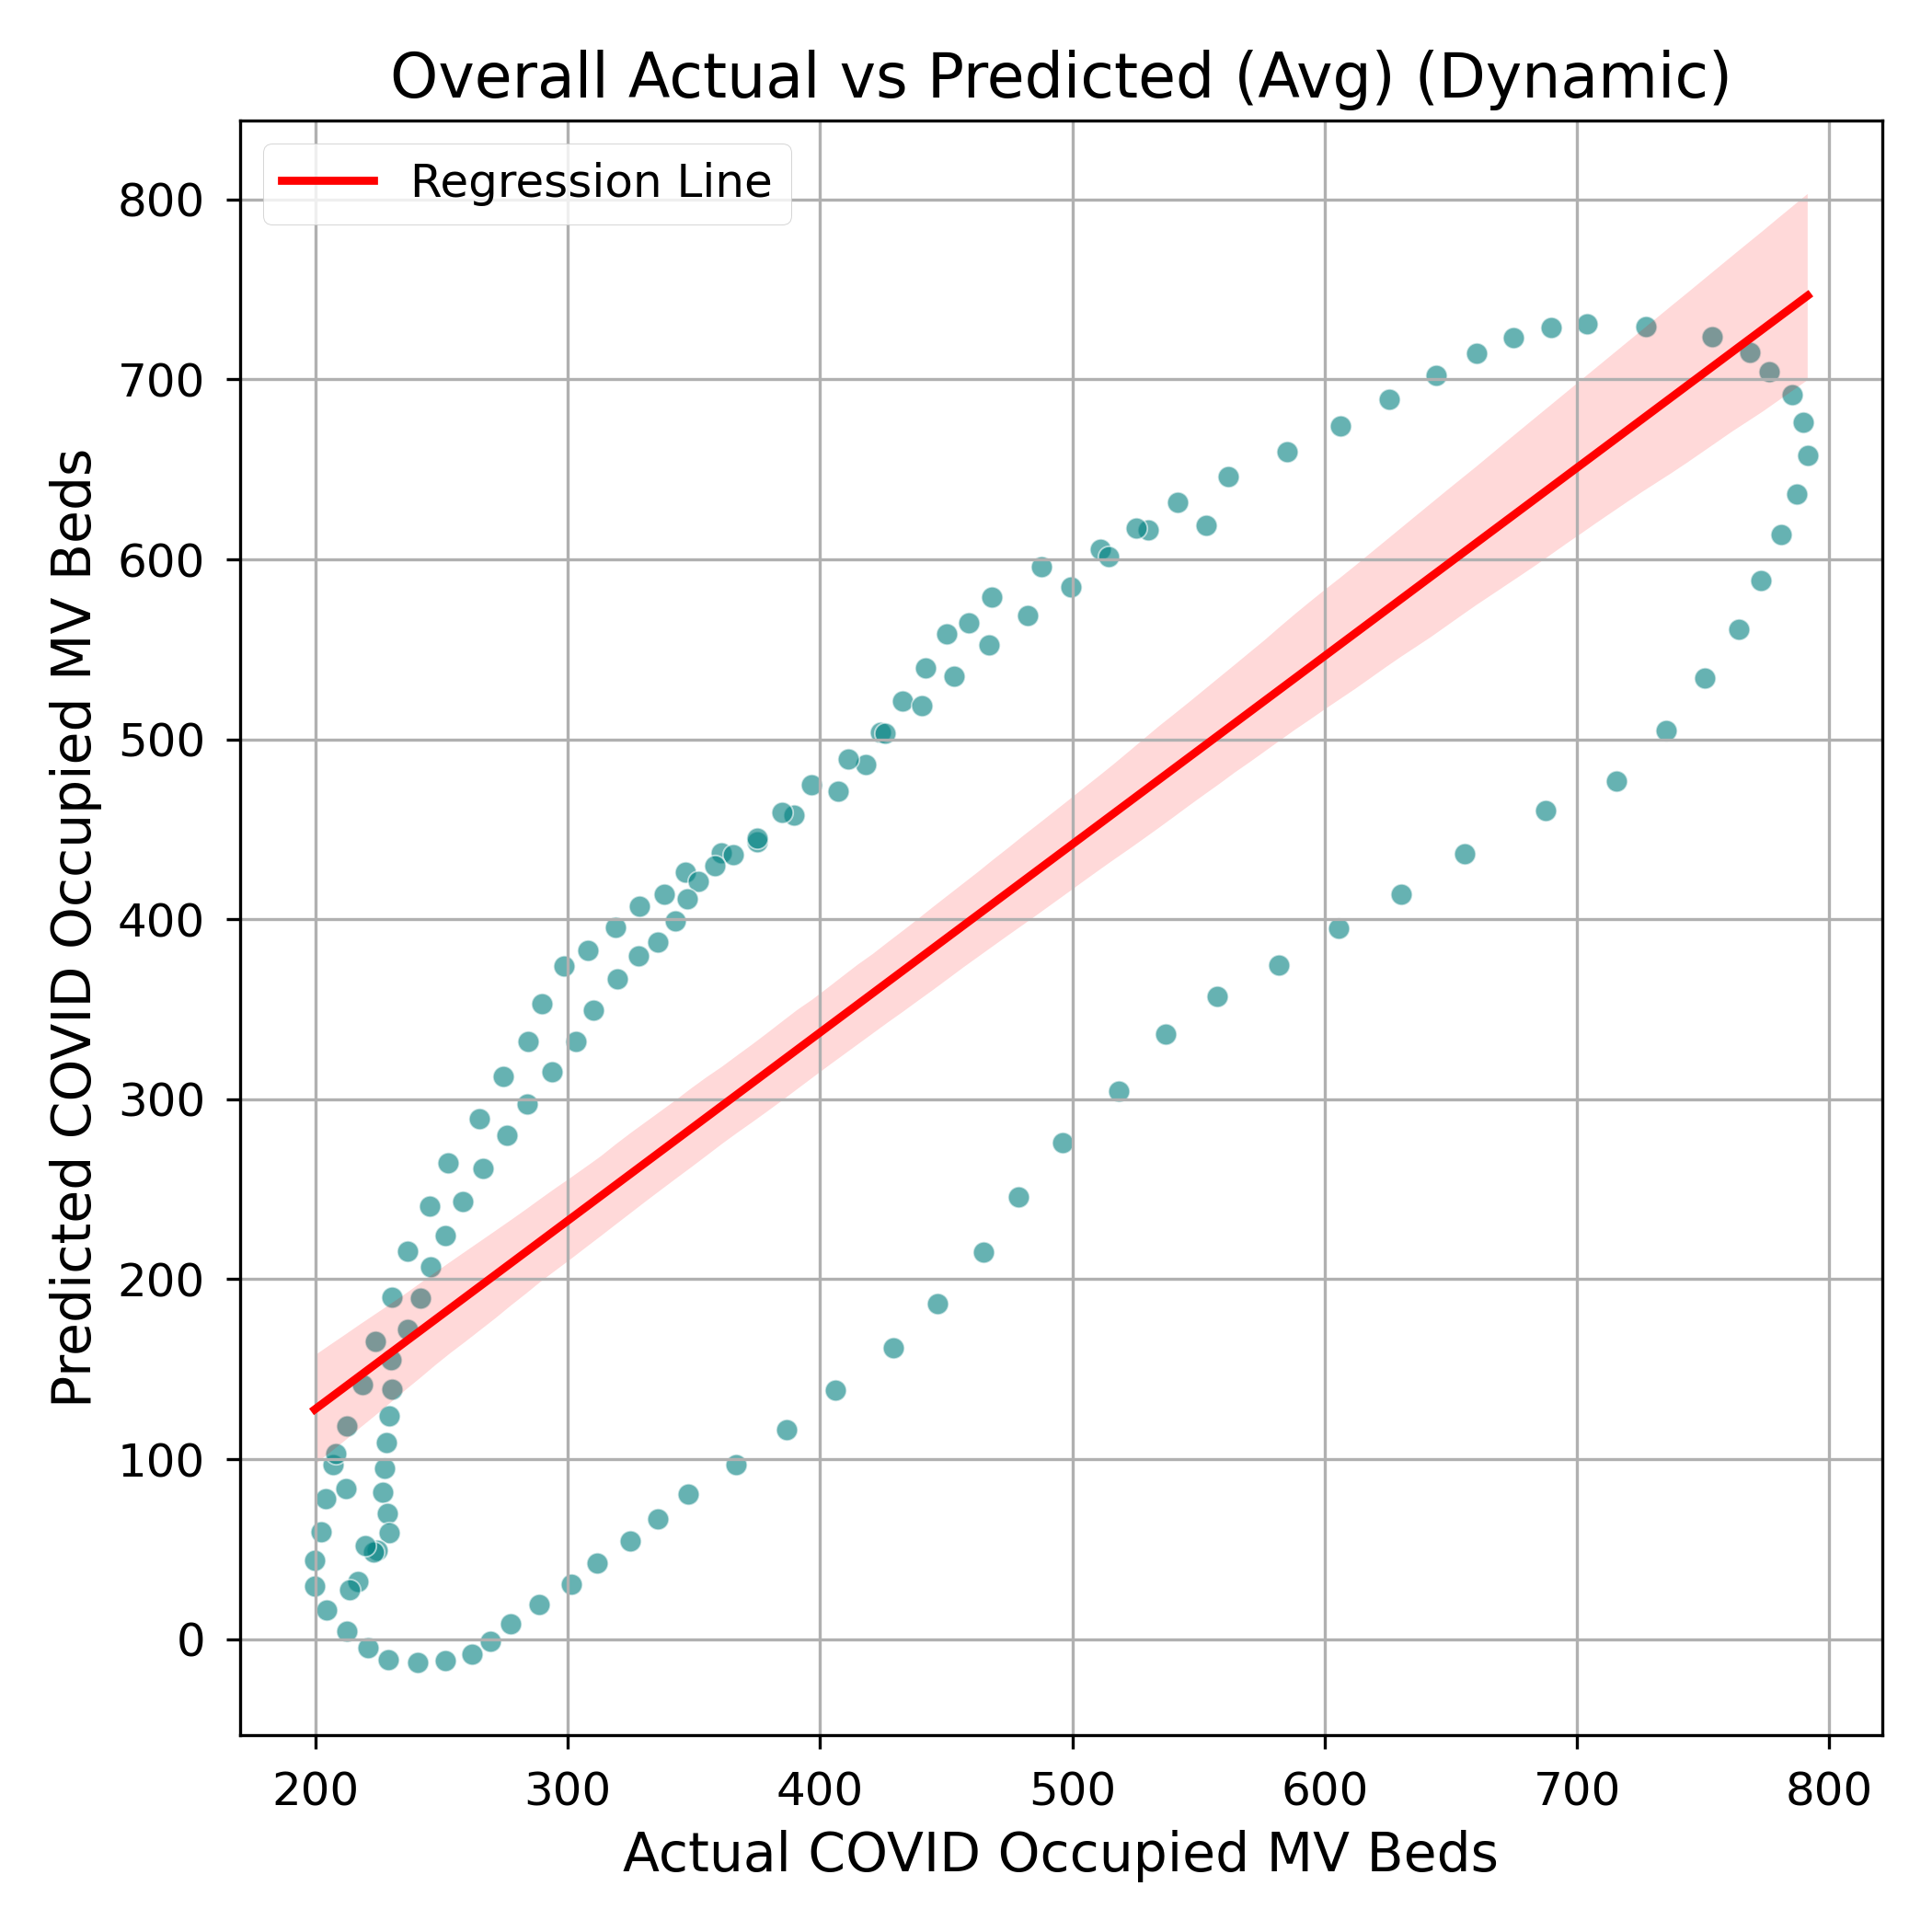 Overall Actual vs Predicted (Avg) (Dynamic)
Regression Line
800
700
600
500
400
300
200
100
0
Predicted COVID Occupied MV Beds
200 300 400 500 600 700 800
Actual COVID Occupied MV Beds